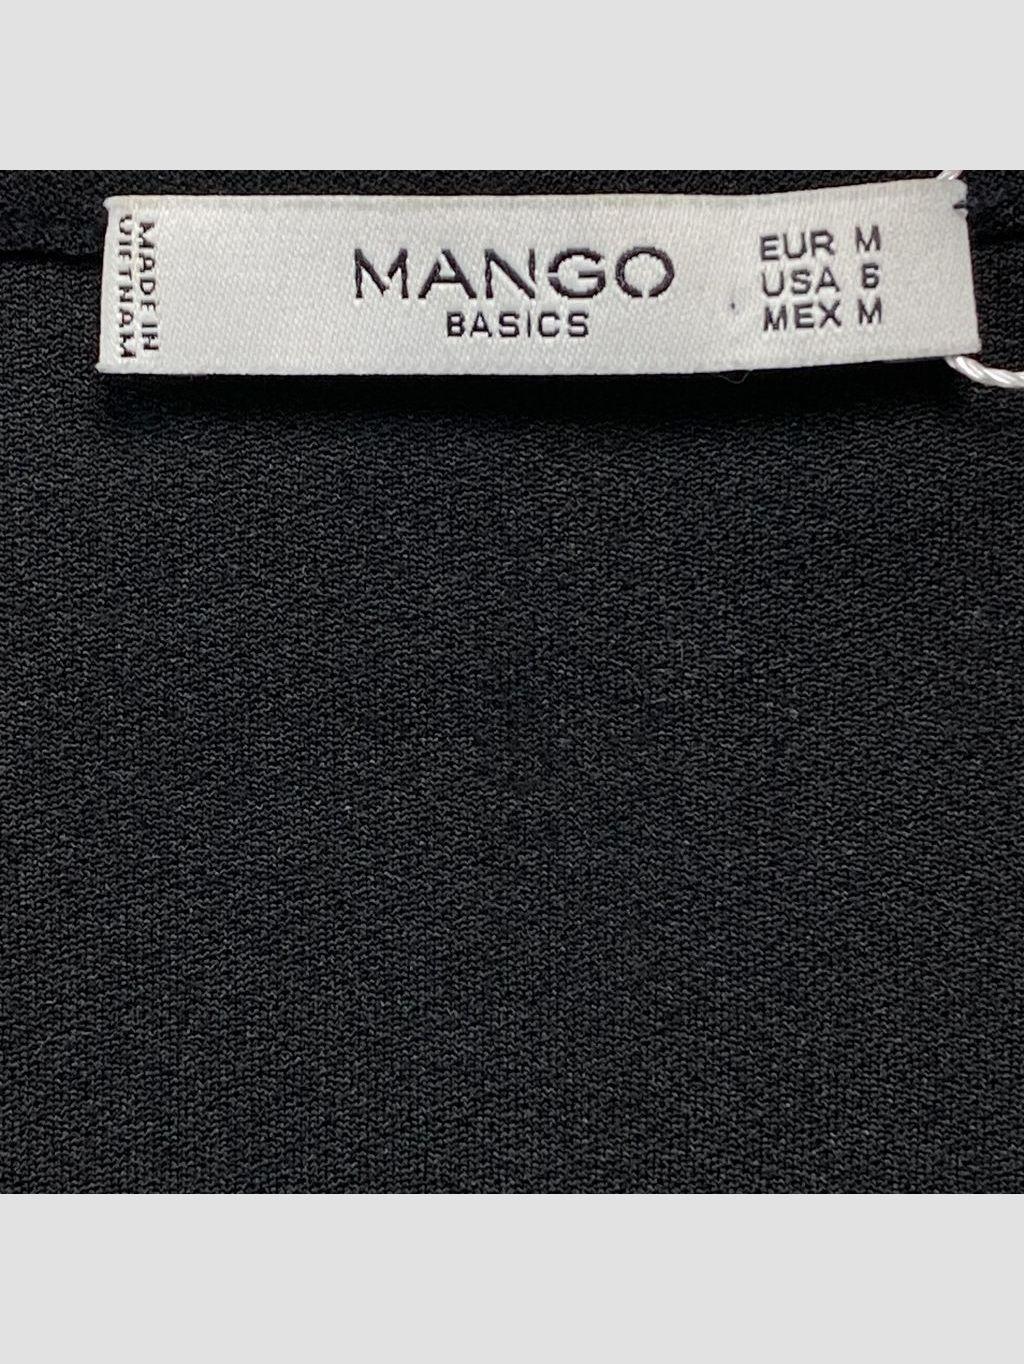 MADE IN
VIETNAM
MANGO
BASICS
EUR M
USA 6
MEX M